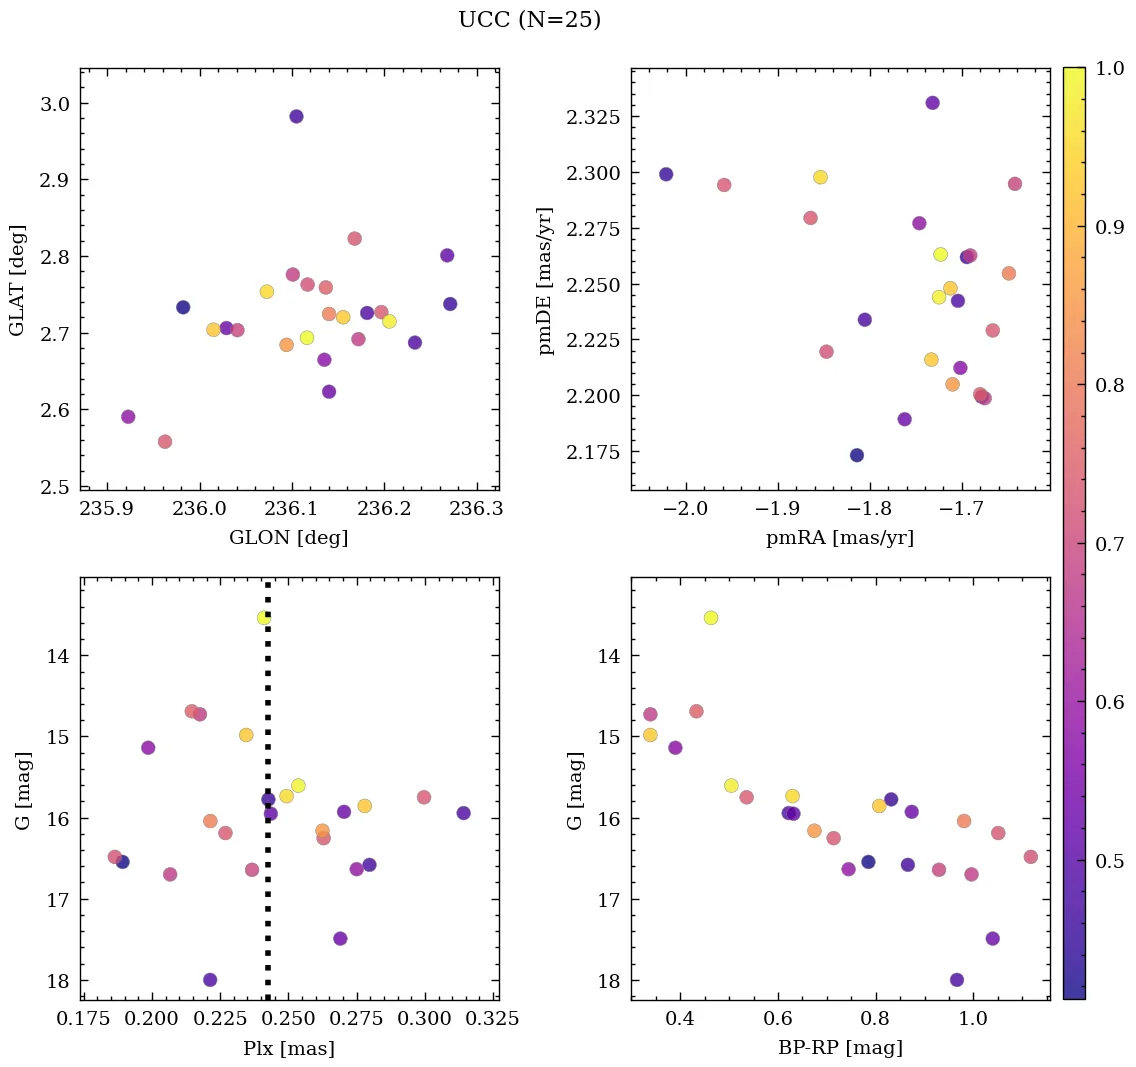 UCC (N=25)
3.0
2.9
2.8
2.7
2.6
2.5
GLAT [deg]
235.9 236.0 236.1 236.2 236.3
GLON [deg]
2.325
2.300
2.275
2.250
2.225
2.200
2.175
pmDE [mas/yr]
−2.0 −1.9 −1.8 −1.7
pmRA [mas/yr]
14
15
16
17
18
G [mag]
0.175 0.200 0.225 0.250 0.275 0.300 0.325
Plx [mas]
14
15
16
17
18
G [mag]
0.4 0.6 0.8 1.0
BP-RP [mag]
1.0
0.9
0.8
0.7
0.6
0.5